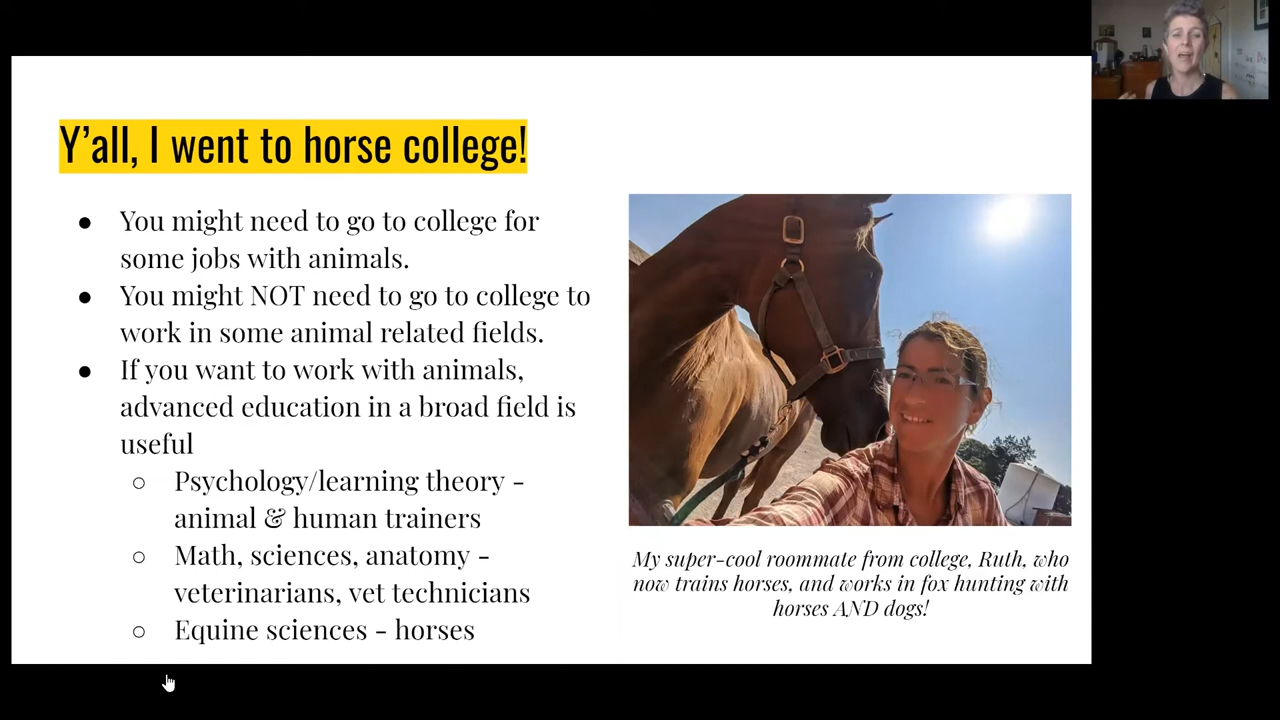 Y'all, I went to horse college!
● You might need to go to college for
some jobs with animals.
● You might NOT need to go to college to
work in some animal related fields.
● If you want to work with animals,
advanced education in a broad field is
useful
○ Psychology/learning theory -
animal & human trainers
○ Math, sciences, anatomy -
veterinarians, vet technicians
○ Equine sciences - horses
My super-cool roommate from college, Ruth, who
now trains horses, and works in fox hunting with
horses AND dogs!